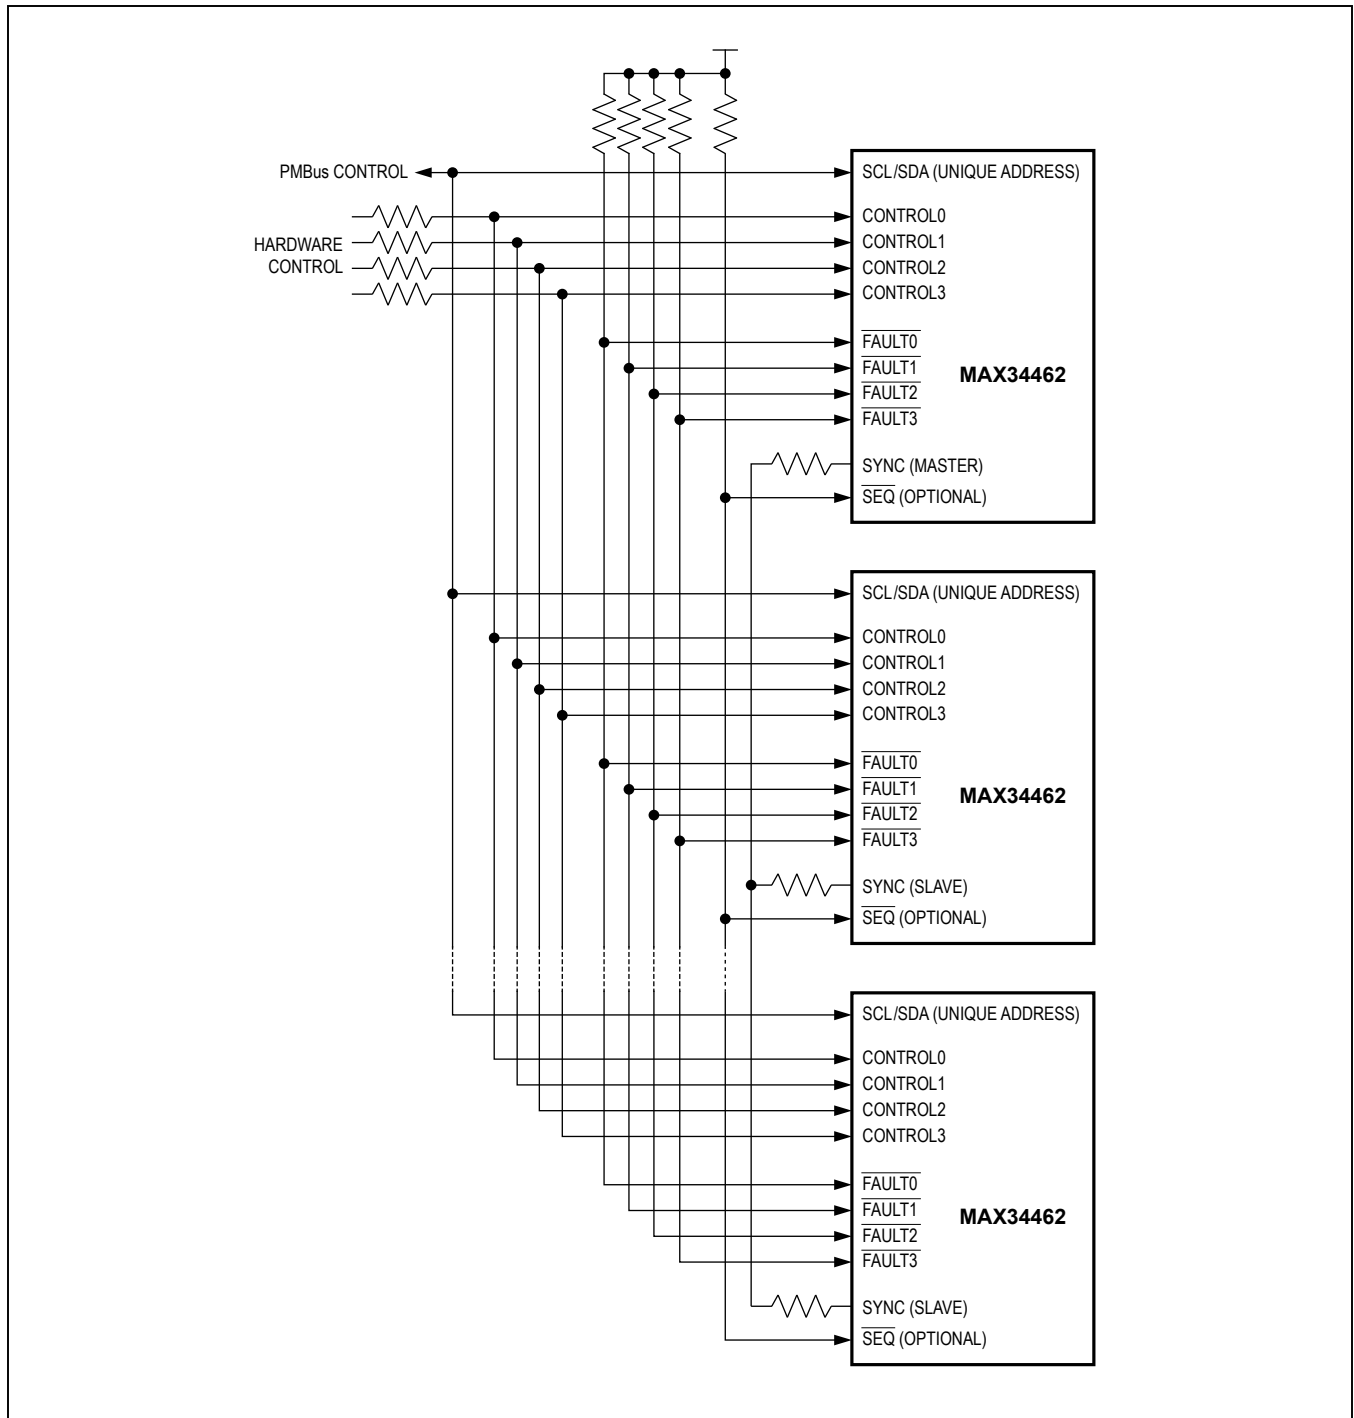 PMBus CONTROL
HARDWARE
CONTROL
SCL/SDA (UNIQUE ADDRESS)
CONTROL0
CONTROL1
CONTROL2
CONTROL3
FAULT0
FAULT1
MAX34462
FAULT2
FAULT3
SYNC (MASTER)
SEQ (OPTIONAL)
SCL/SDA (UNIQUE ADDRESS)
CONTROL0
CONTROL1
CONTROL2
CONTROL3
FAULT0
FAULT1
MAX34462
FAULT2
FAULT3
SYNC (SLAVE)
SEQ (OPTIONAL)
SCL/SDA (UNIQUE ADDRESS)
CONTROL0
CONTROL1
CONTROL2
CONTROL3
FAULT0
FAULT1
MAX34462
FAULT2
FAULT3
SYNC (SLAVE)
SEQ (OPTIONAL)